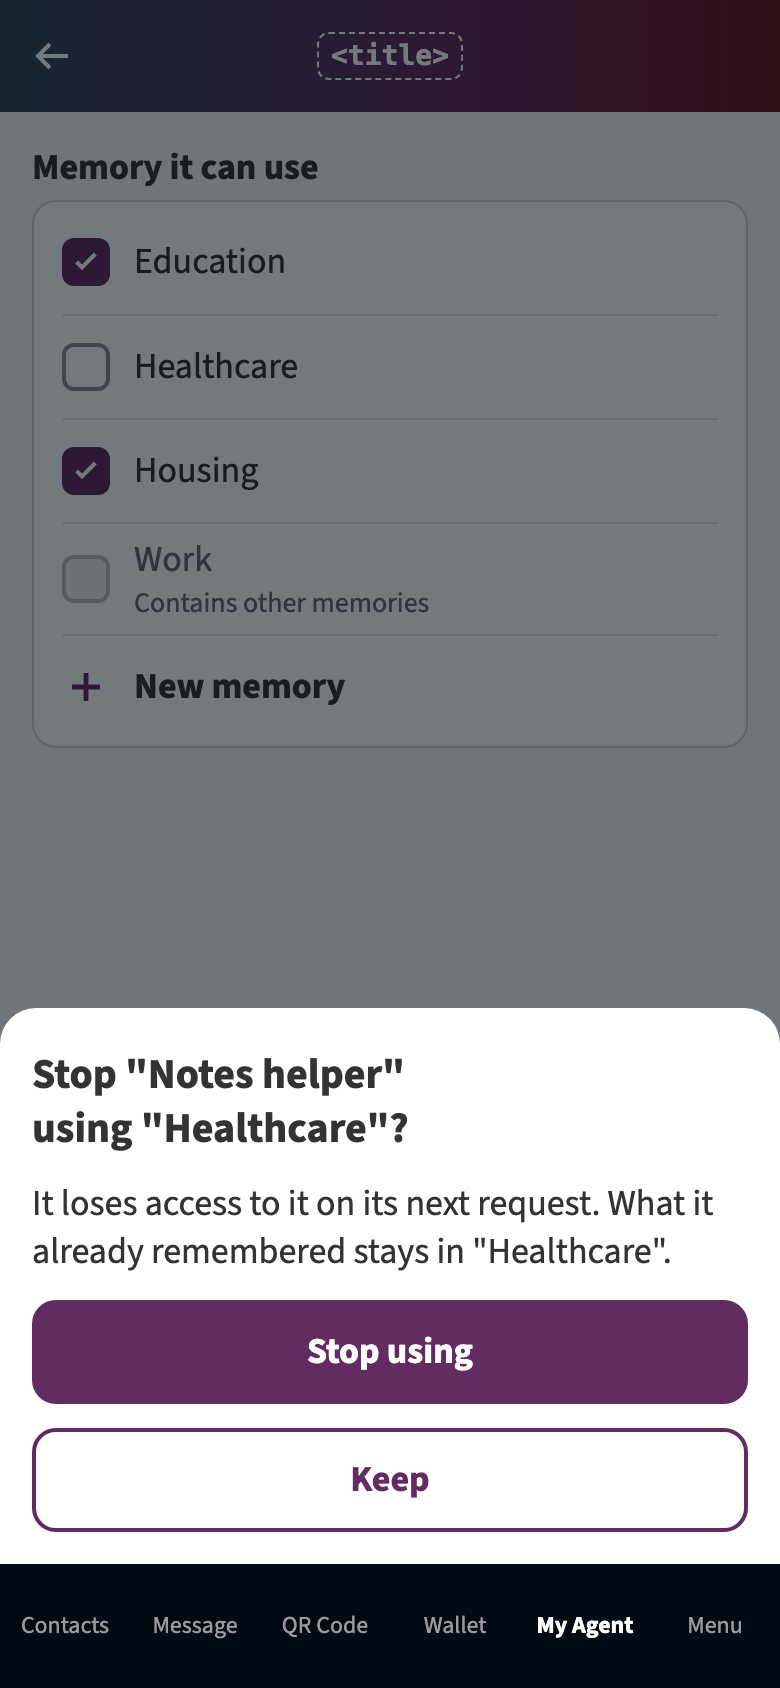 <title>
Memory it can use
Education
Healthcare
Housing
Work
Contains other memories
New memory
Stop "Notes helper"
using "Healthcare"?
It loses access to it on its next request. What it
already remembered stays in "Healthcare".
Stop using
Keep
Contacts
Message
QR Code
Wallet
My Agent
Menu